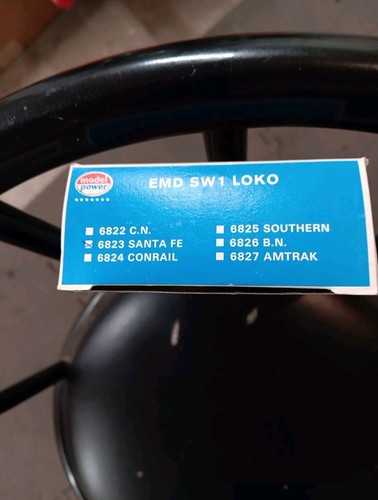 model
power
EMD SW1 LOKO
6822 C.N.
6823 SANTA FE
6824 CONRAIL
6825 SOUTHERN
6826 B.N.
6827 AMTRAK